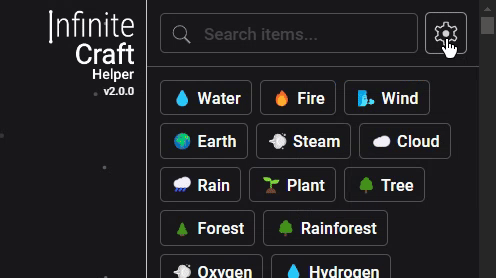 Infinite
Craft
Helper
v2.0.0
Search items...
Water
Fire
Wind
Earth
Steam
Cloud
Rain
Plant
Tree
Forest
Rainforest
Oxygen
Hydrogen